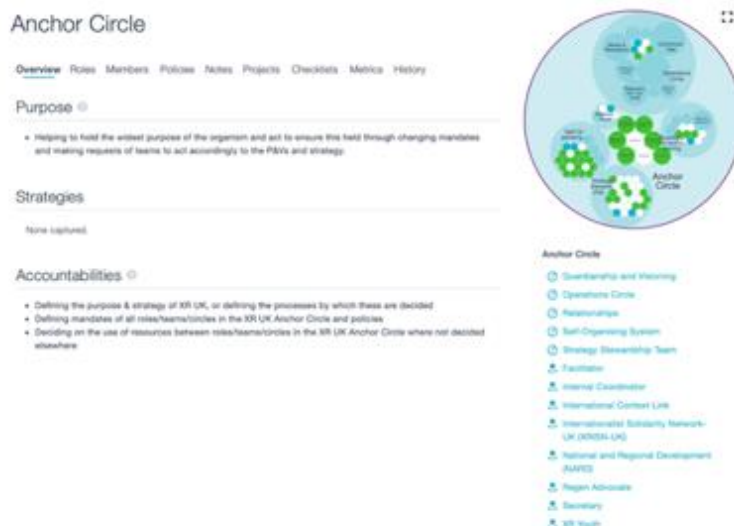 Anchor Circle
Overview Roles Members Policies Notes Projects Checklists Metrics History
Purpose
Helping to hold the widest purpose of the organism and act to ensure this held through changing mandates
and making requests of teams to act accordingly to the P&Vs and strategy.
Strategies
None captured.
Accountabilities
Defining the purpose & strategy of XR UK, or defining the processes by which these are decided
Defining mandates of all roles/teams/circles in the XR UK Anchor Circle and policies
Deciding on the use of resources between roles/teams/circles in the XR UK Anchor Circle where not decided
elsewhere
Anchor
Circle
Anchor Circle
Guardianship and Visioning
Operations Circle
Relationships
Self-Organising System
Strategy Stewardship Team
Facilitator
Internal Coordinator
International Context Link
Internationalist Solidarity Network-
UK (XRISN-UK)
National and Regional Development
(NARD)
Regen Advocate
Secretary
XR Youth